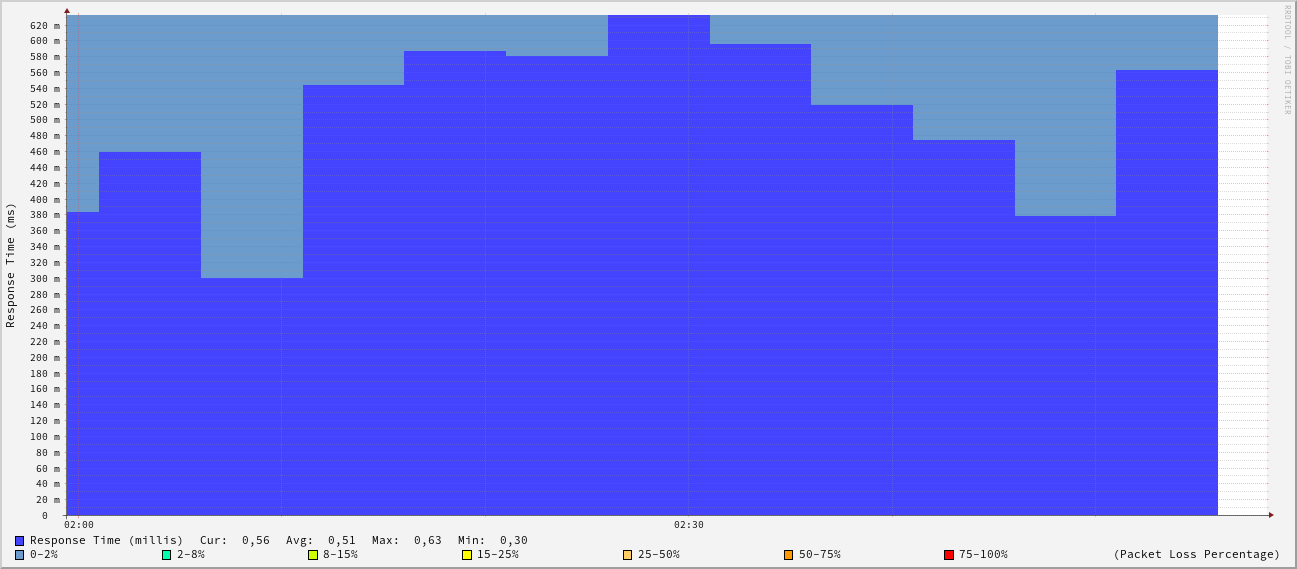 RRDTOOL / TOBI OETIKER
Response Time (ms)
620 m
600 m
580 m
560 m
540 m
520 m
500 m
480 m
460 m
440 m
420 m
400 m
380 m
360 m
340 m
320 m
300 m
280 m
260 m
240 m
220 m
200 m
180 m
160 m
140 m
120 m
100 m
80 m
60 m
40 m
20 m
0
02:00 02:30
Response Time (millis) Cur: 0,56 Avg: 0,51 Max: 0,63 Min: 0,30
0-2% 2-8% 8-15% 15-25% 25-50% 50-75% 75-100% (Packet Loss Percentage)